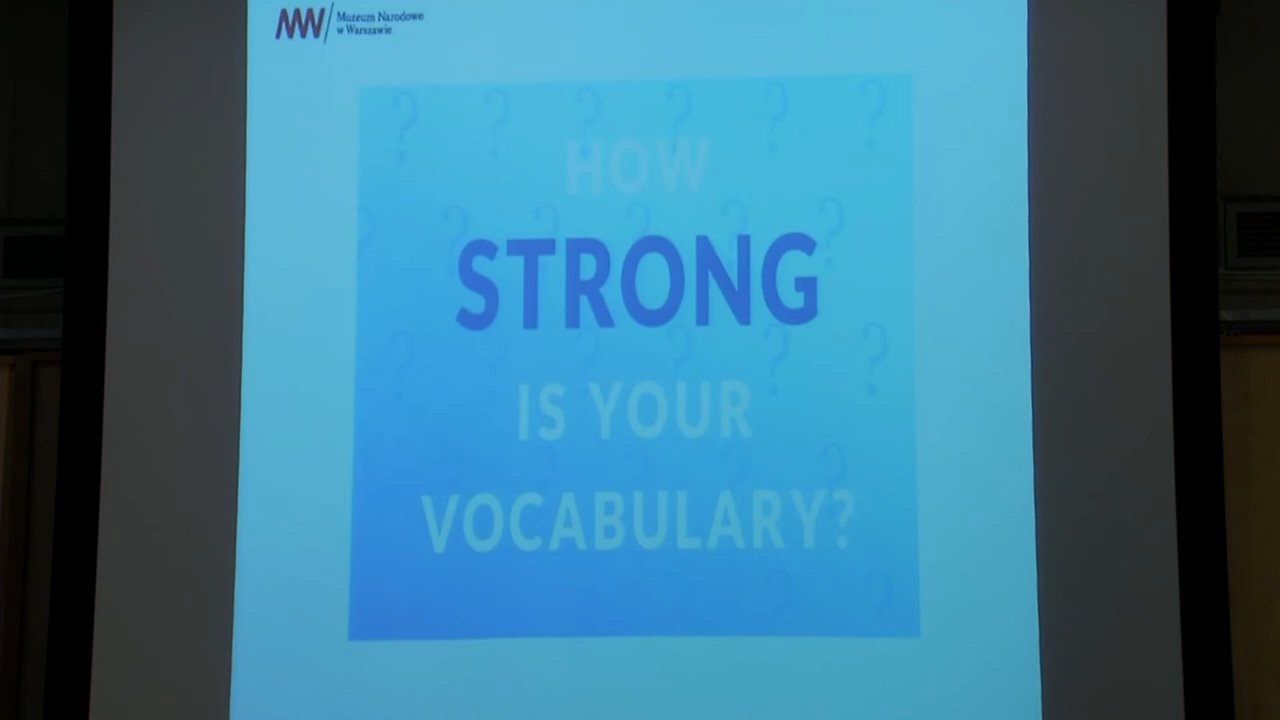 MNW
Muzeum Narodowe
w Warszawie
HOW
STRONG
IS YOUR
VOCABULARY?